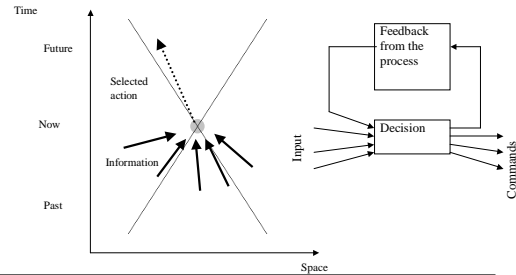 Time
Future
Selected
action
Now
Information
Past
Space
Feedback
from the
process
Decision
Input
Commands